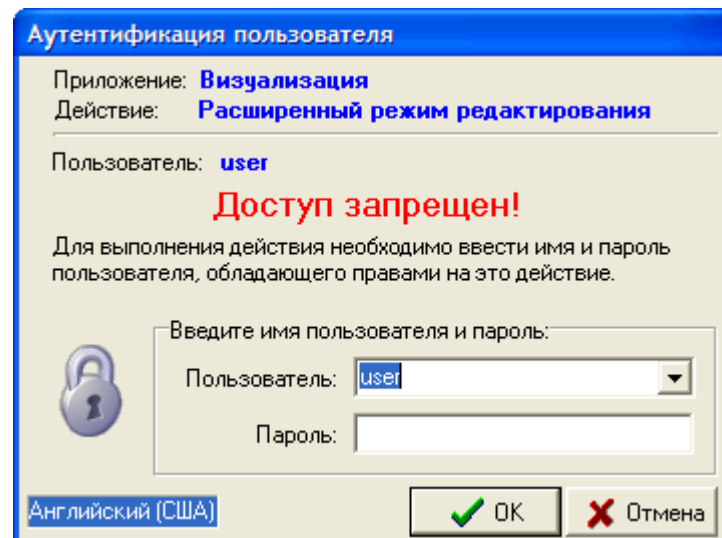 Аутентификация пользователя
Приложение: Визуализация
Действие: Расширенный режим редактирования
Пользователь: user
Доступ запрещен!
Для выполнения действия необходимо ввести имя и пароль
пользователя, обладающего правами на это действие.
Введите имя пользователя и пароль:
Пользователь: user
Пароль:
Английский (США)
OK
Отмена